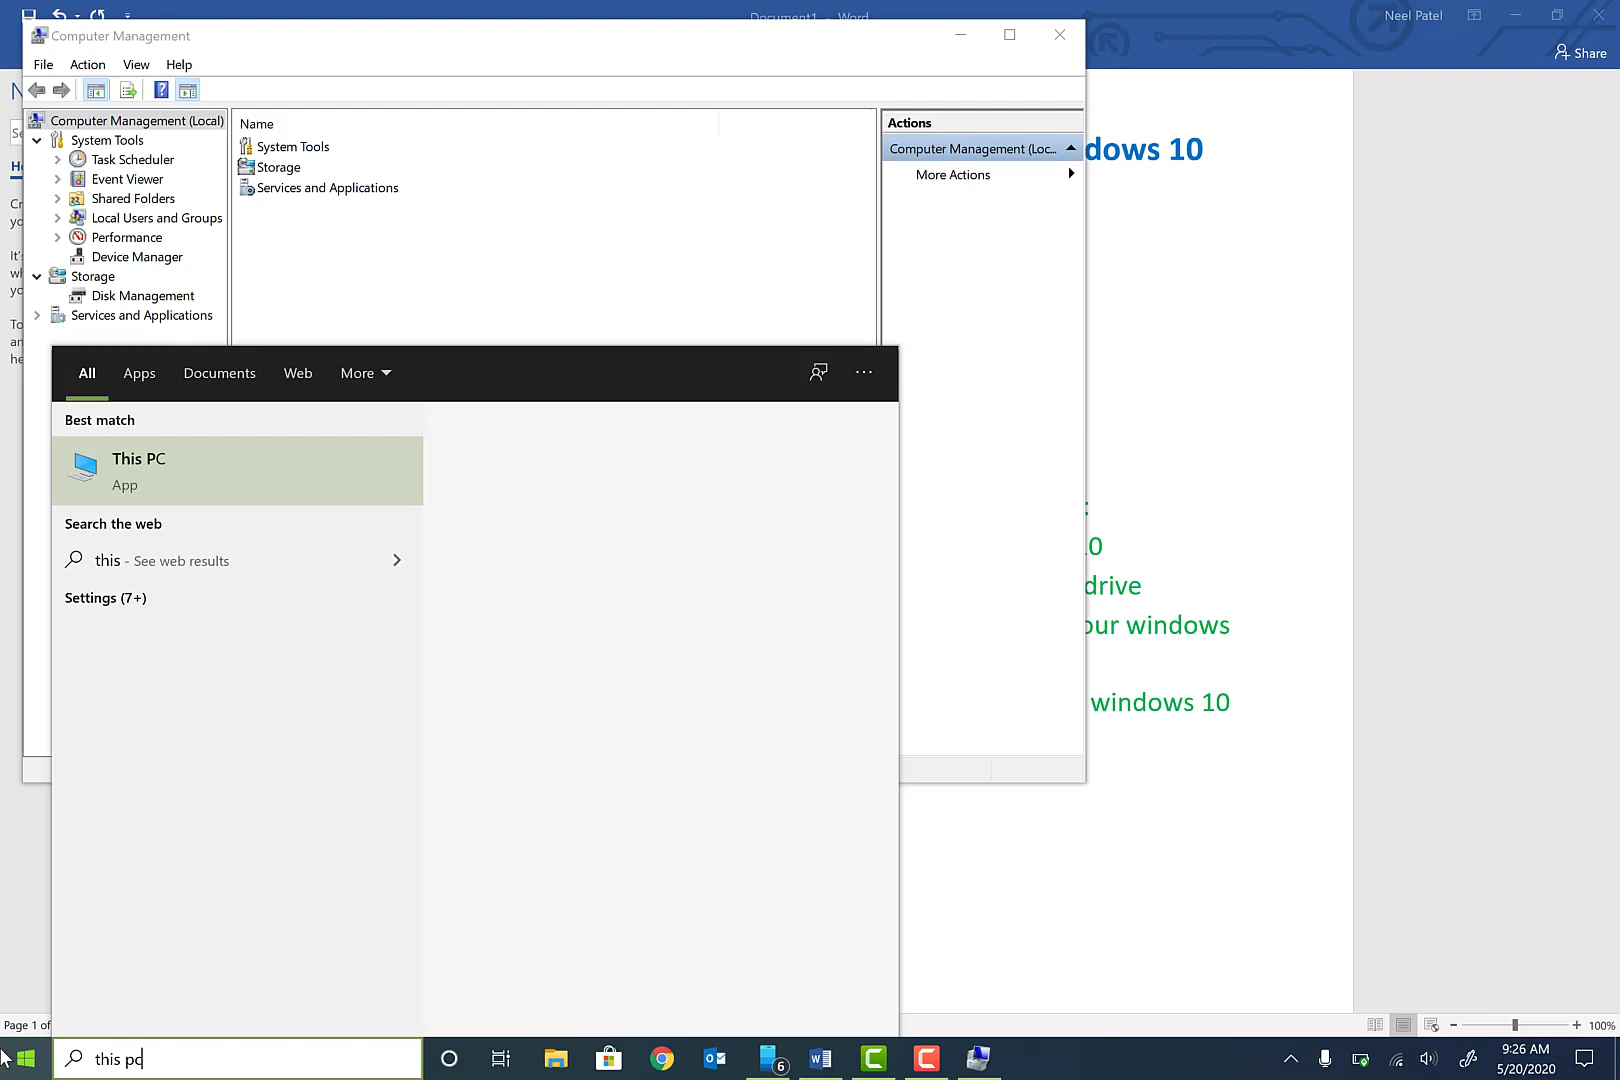 Document1 - Word
Neel Patel
Share
Computer Management
File Action View Help
Computer Management (Local)
System Tools
Task Scheduler
Event Viewer
Shared Folders
Local Users and Groups
Performance
Device Manager
Storage
Disk Management
Services and Applications
Name
System Tools
Storage
Services and Applications
Actions
Computer Management (Loc...
More Actions
dows 10
:
10
drive
our windows
windows 10
All Apps Documents Web More
Best match
This PC
App
Search the web
this - See web results
Settings (7+)
Page 1 of
100%
this pc
6
9:26 AM
5/20/2020